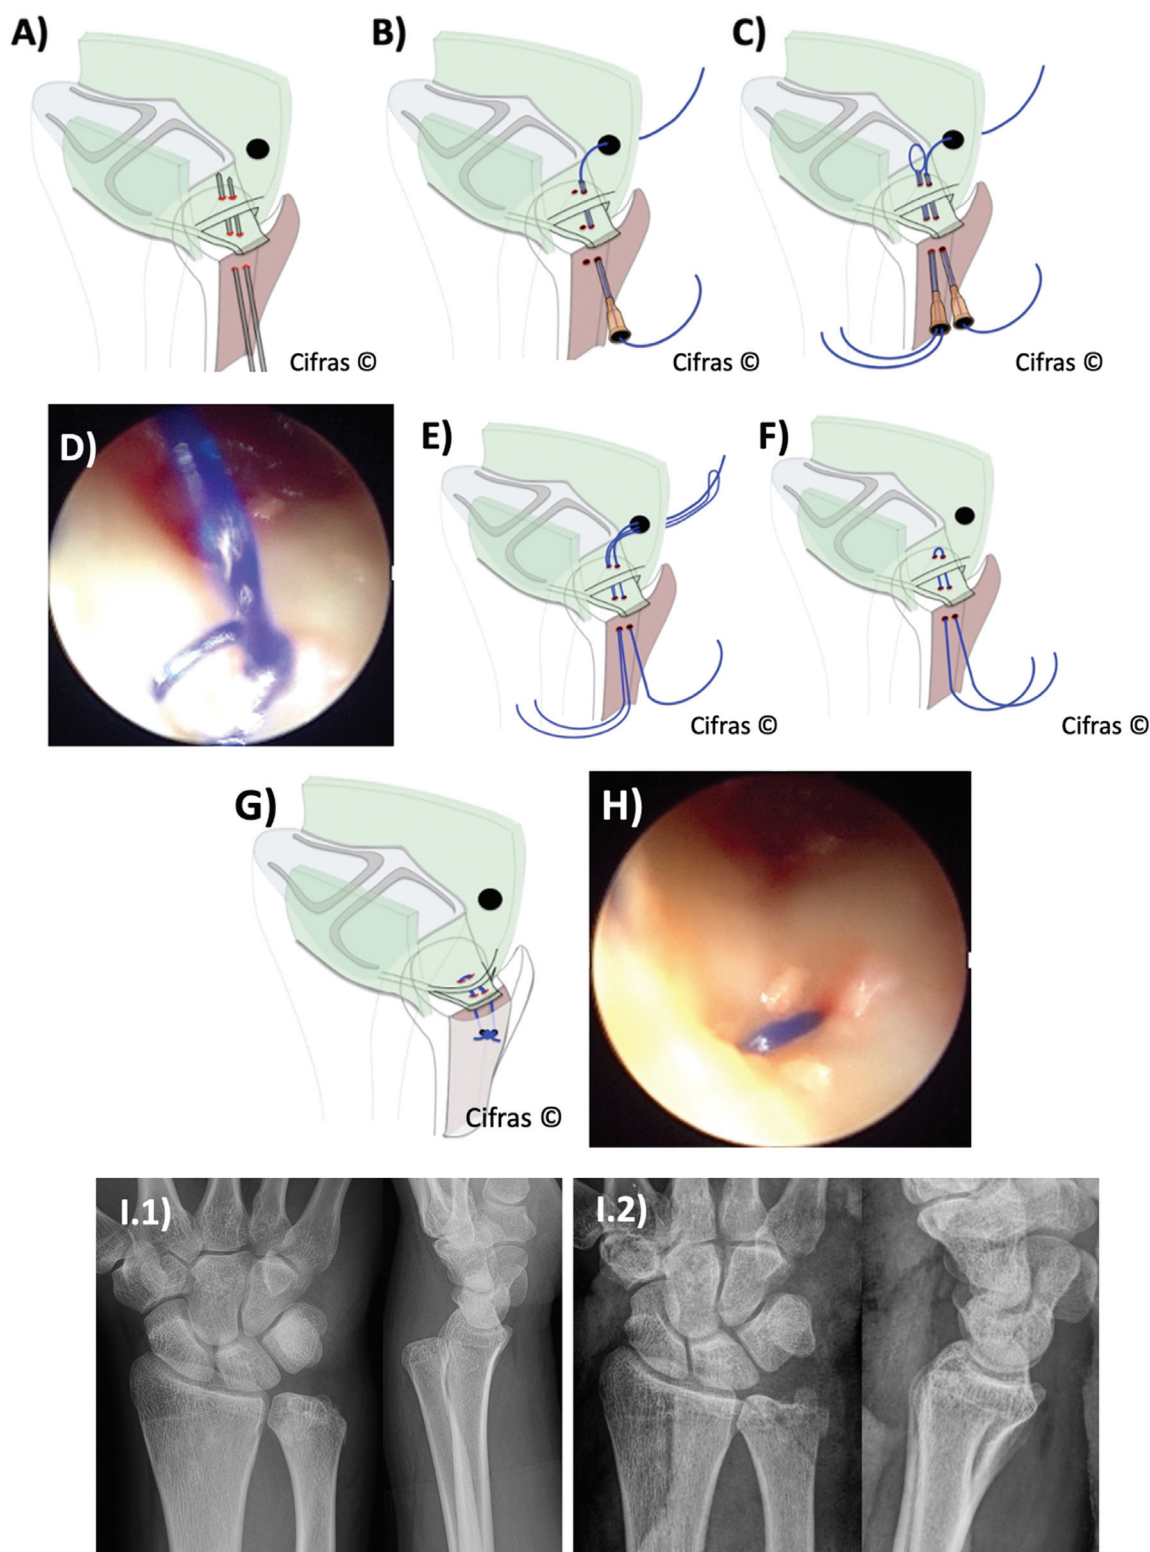 A) B) C)
Cifras © Cifras © Cifras ©
D) E) F)
Cifras © Cifras ©
G) H)
Cifras ©
I.1) I.2)